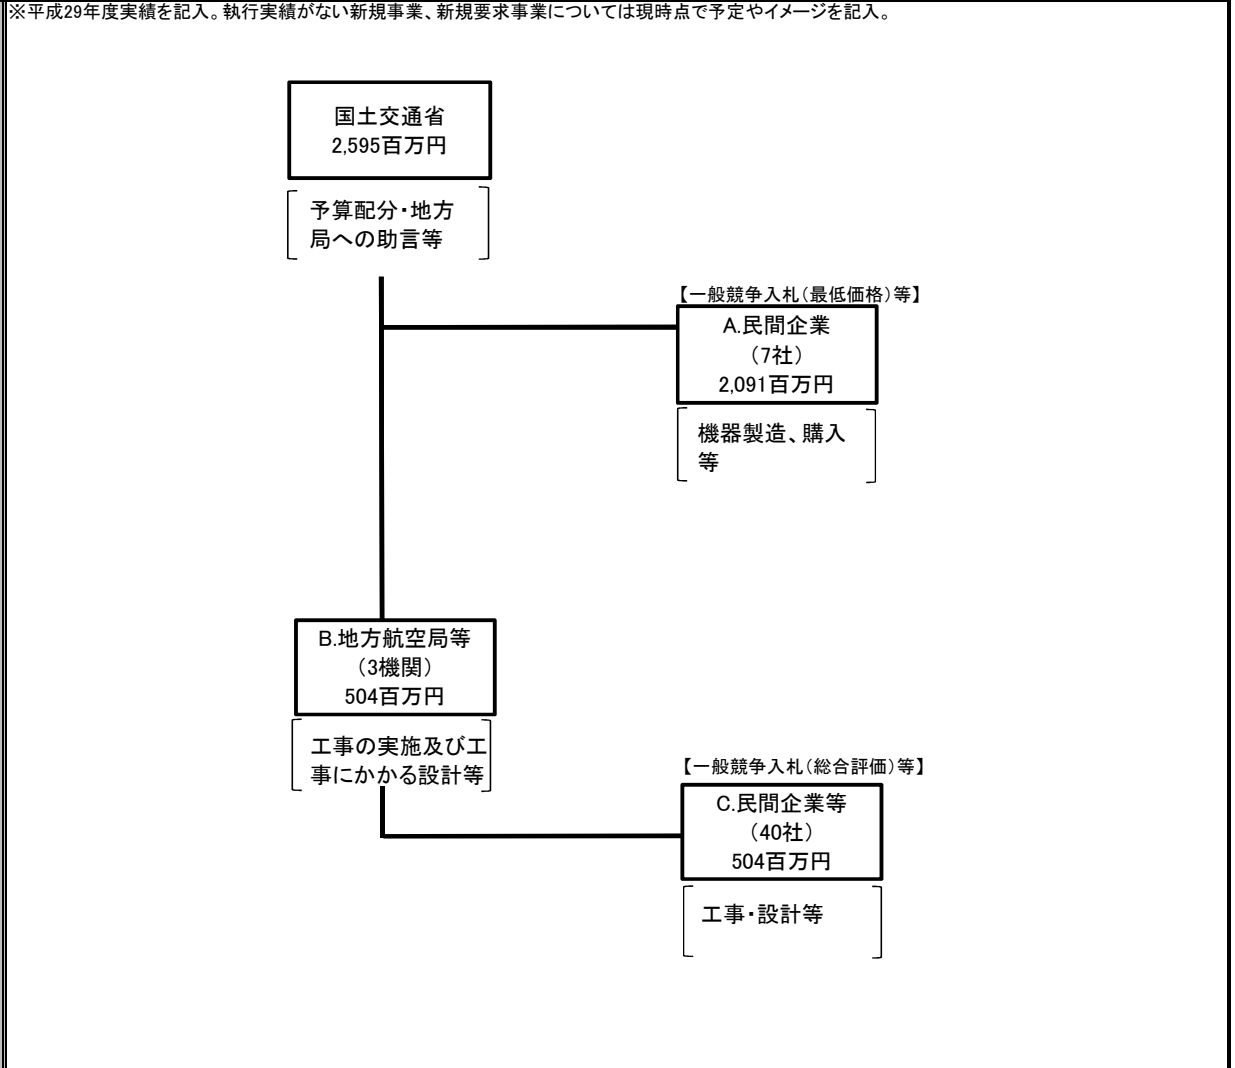 ※平成29年度実績を記入。執行実績がない新規事業、新規要求事業については現時点で予定やイメージを記入。
国土交通省
2,595百万円
予算配分・地方
局への助言等
【一般競争入札（最低価格）等】
A.民間企業
（7社）
2,091百万円
機器製造、購入
等
B.地方航空局等
（3機関）
504百万円
工事の実施及び工
事にかかる設計等
【一般競争入札（総合評価）等】
C.民間企業等
（40社）
504百万円
工事・設計等